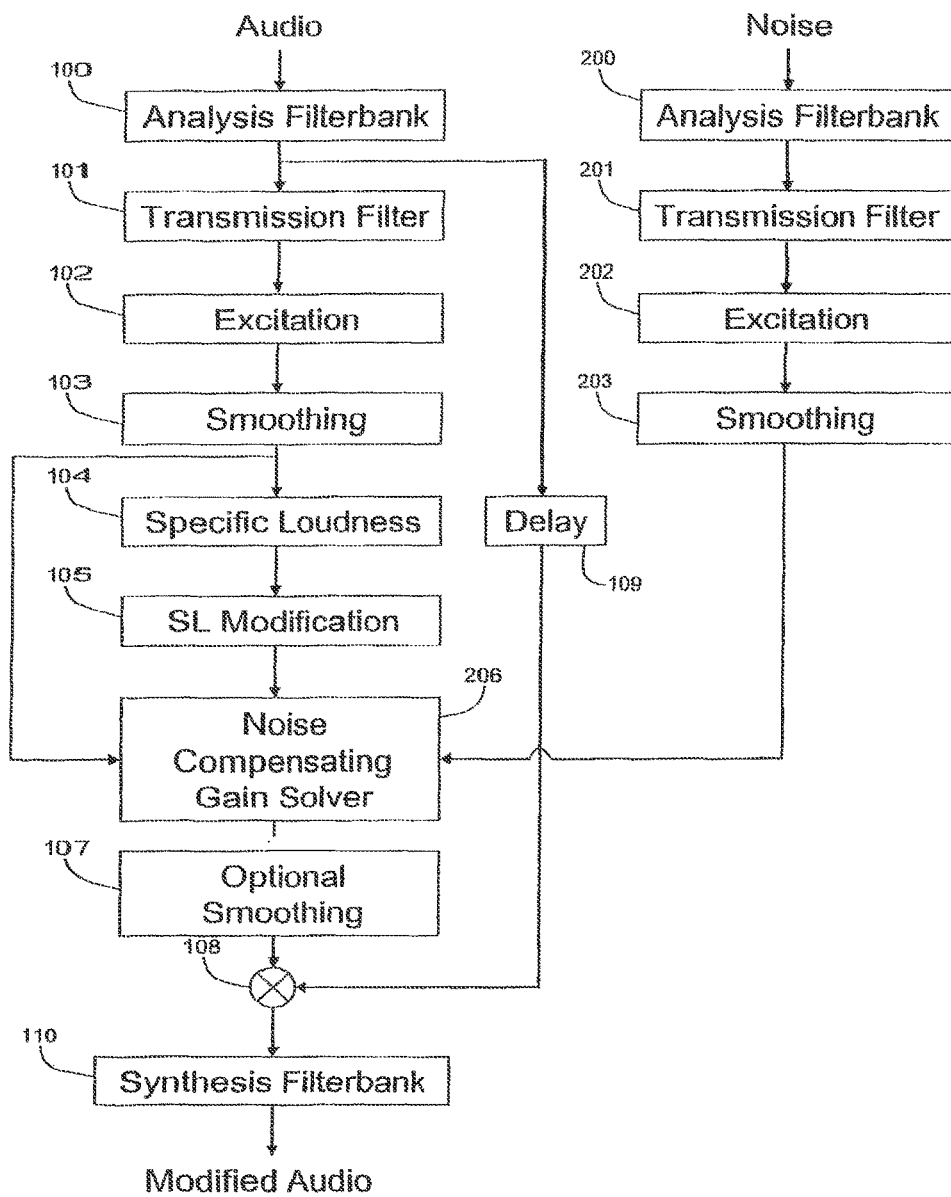 Audio
Noise
100
200
Analysis Filterbank
Analysis Filterbank
101
201
Transmission Filter
Transmission Filter
102
202
Excitation
Excitation
103
203
Smoothing
Smoothing
104
Specific Loudness
Delay
109
105
SL Modification
206
Noise
Compensating
Gain Solver
107
Optional
Smoothing
108
110
Synthesis Filterbank
Modified Audio